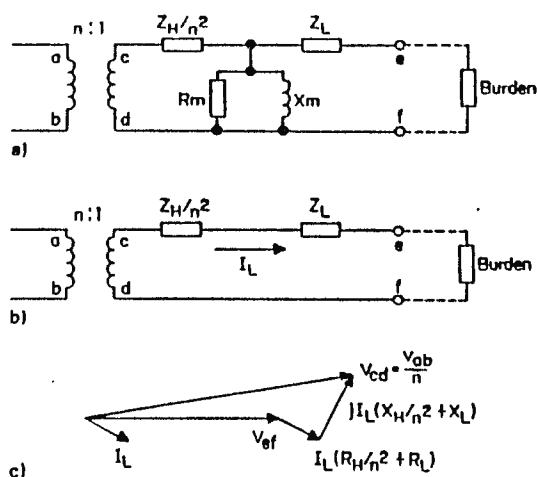 n : 1
Z_H/n²
Z_L
a
b
c
d
Rm
Xm
e
f
Burden
a)
n:1
Z_H/n²
Z_L
a
b
c
d
I_L
e
f
Burden
b)
V_cd = V_ab/n
jI_L(X_H/n² + X_L)
V_ef
I_L
I_L(R_H/n² + R_L)
c)